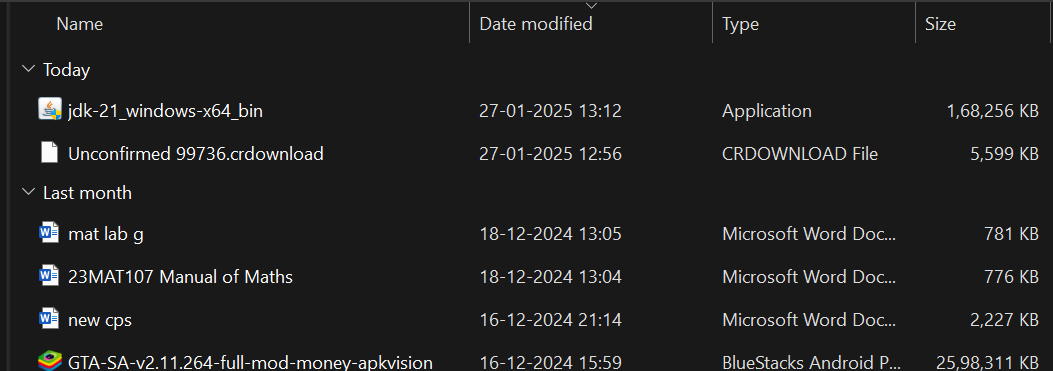 Name Date modified Type Size
Today
jdk-21_windows-x64_bin 27-01-2025 13:12 Application 1,68,256 KB
Unconfirmed 99736.crdownload 27-01-2025 12:56 CRDOWNLOAD File 5,599 KB
Last month
mat lab g 18-12-2024 13:05 Microsoft Word Doc... 781 KB
23MAT107 Manual of Maths 18-12-2024 13:04 Microsoft Word Doc... 776 KB
new cps 16-12-2024 21:14 Microsoft Word Doc... 2,227 KB
GTA-SA-v2.11.264-full-mod-money-apkvision 16-12-2024 15:59 BlueStacks Android P... 25,98,311 KB